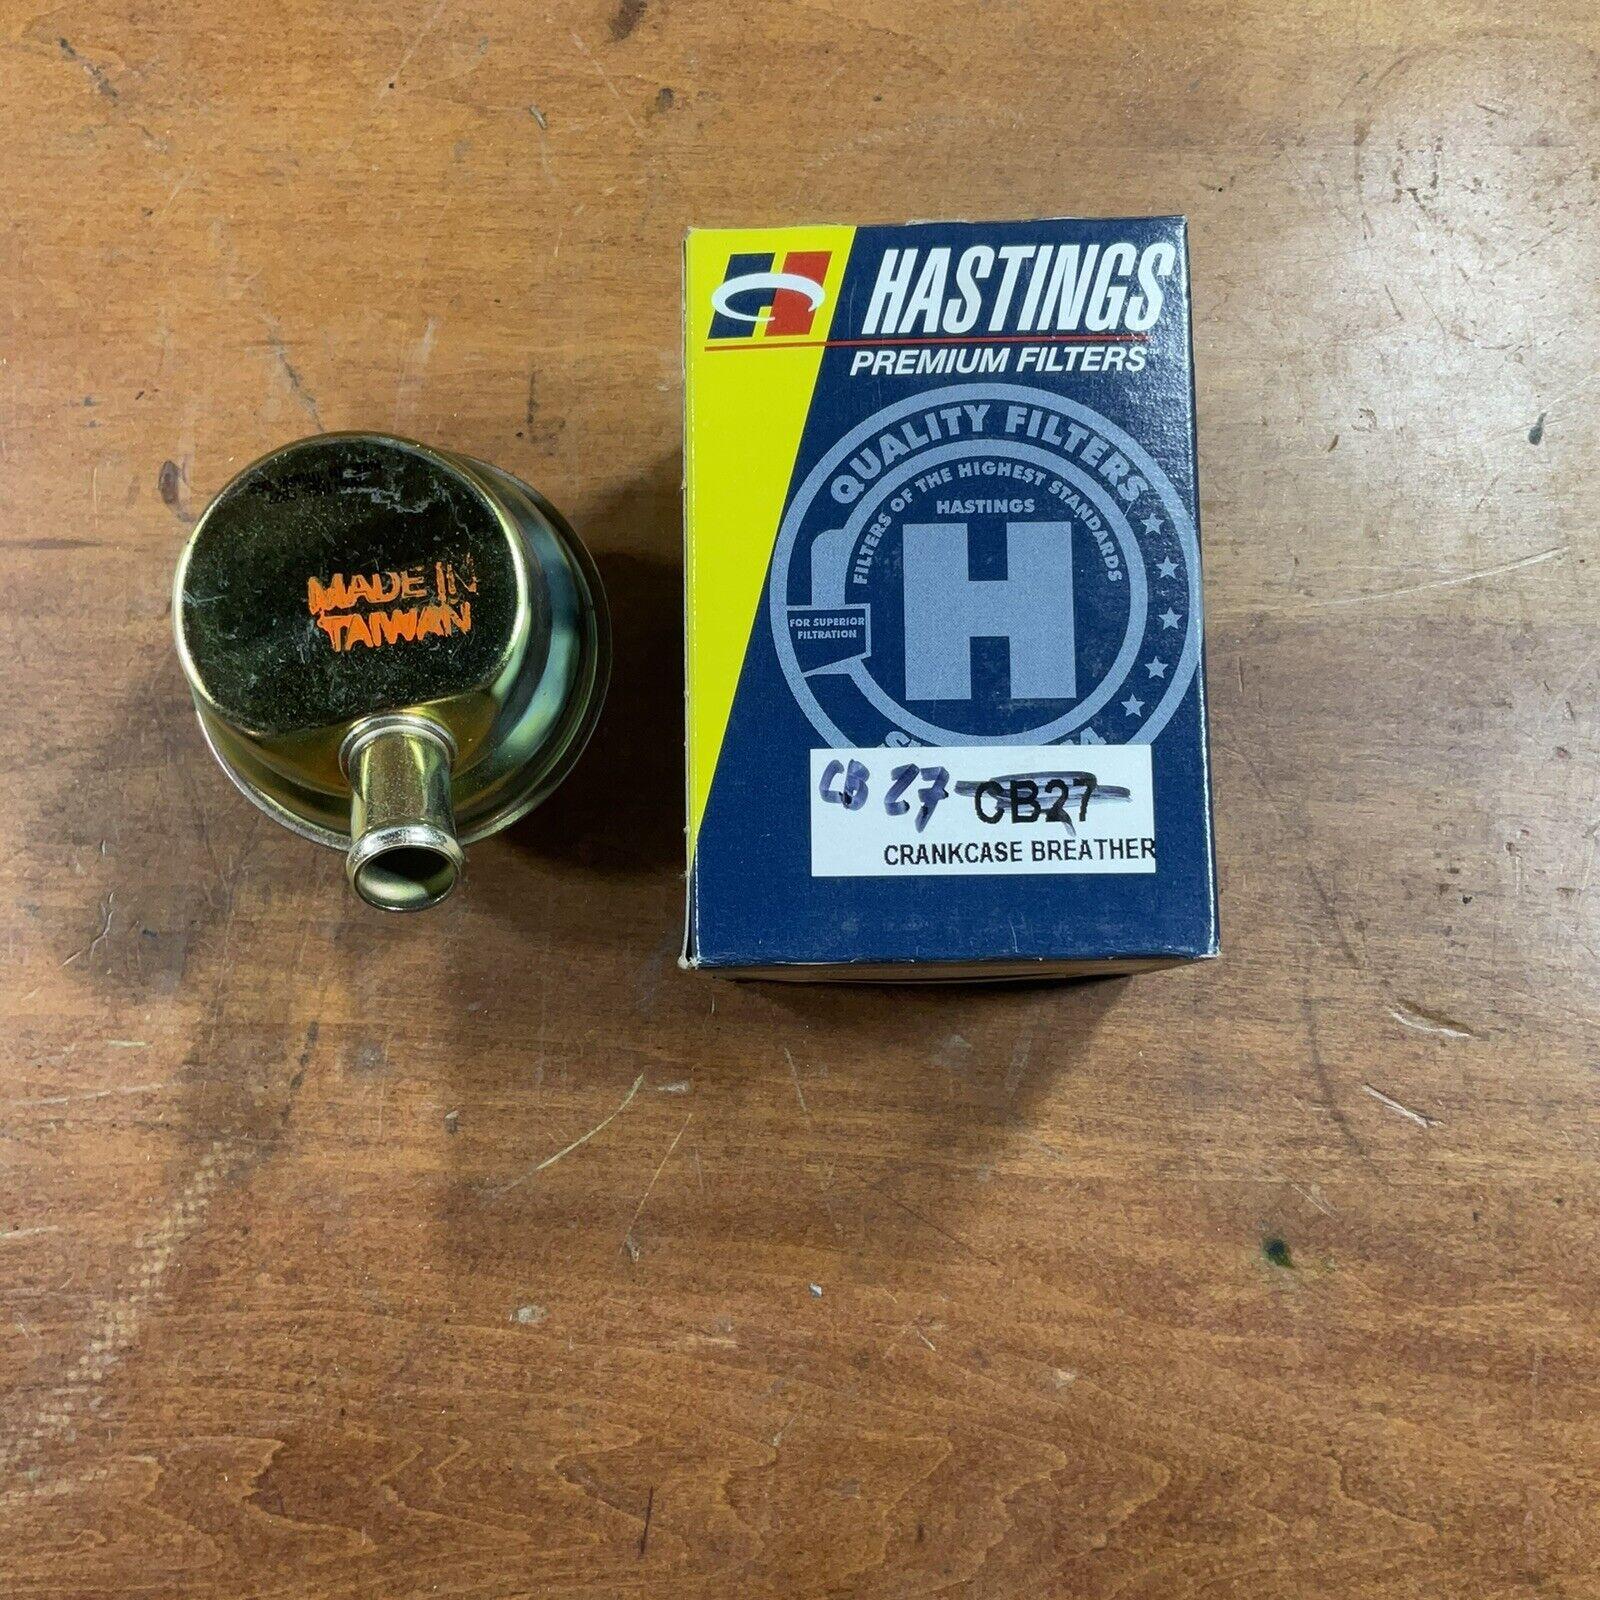 MADE IN
TAIWAN
HASTINGS
PREMIUM FILTERS™
QUALITY FILTERS
FILTERS OF THE HIGHEST STANDARDS
HASTINGS
H
FOR SUPERIOR
FILTRATION
CB 27 CB27
CRANKCASE BREATHER